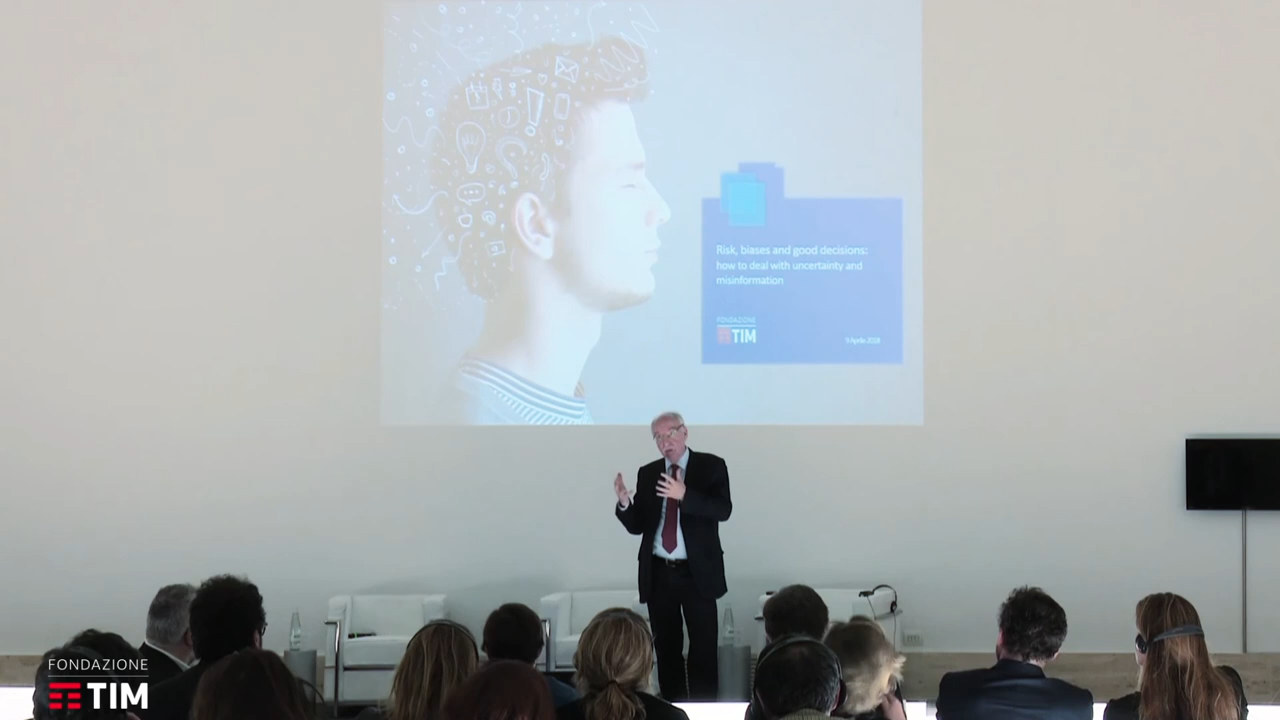 Risk, biases and good decisions:
how to deal with uncertainty and
misinformation
FONDAZIONE
TIM
9 Aprile 2018
FONDAZIONE
TIM